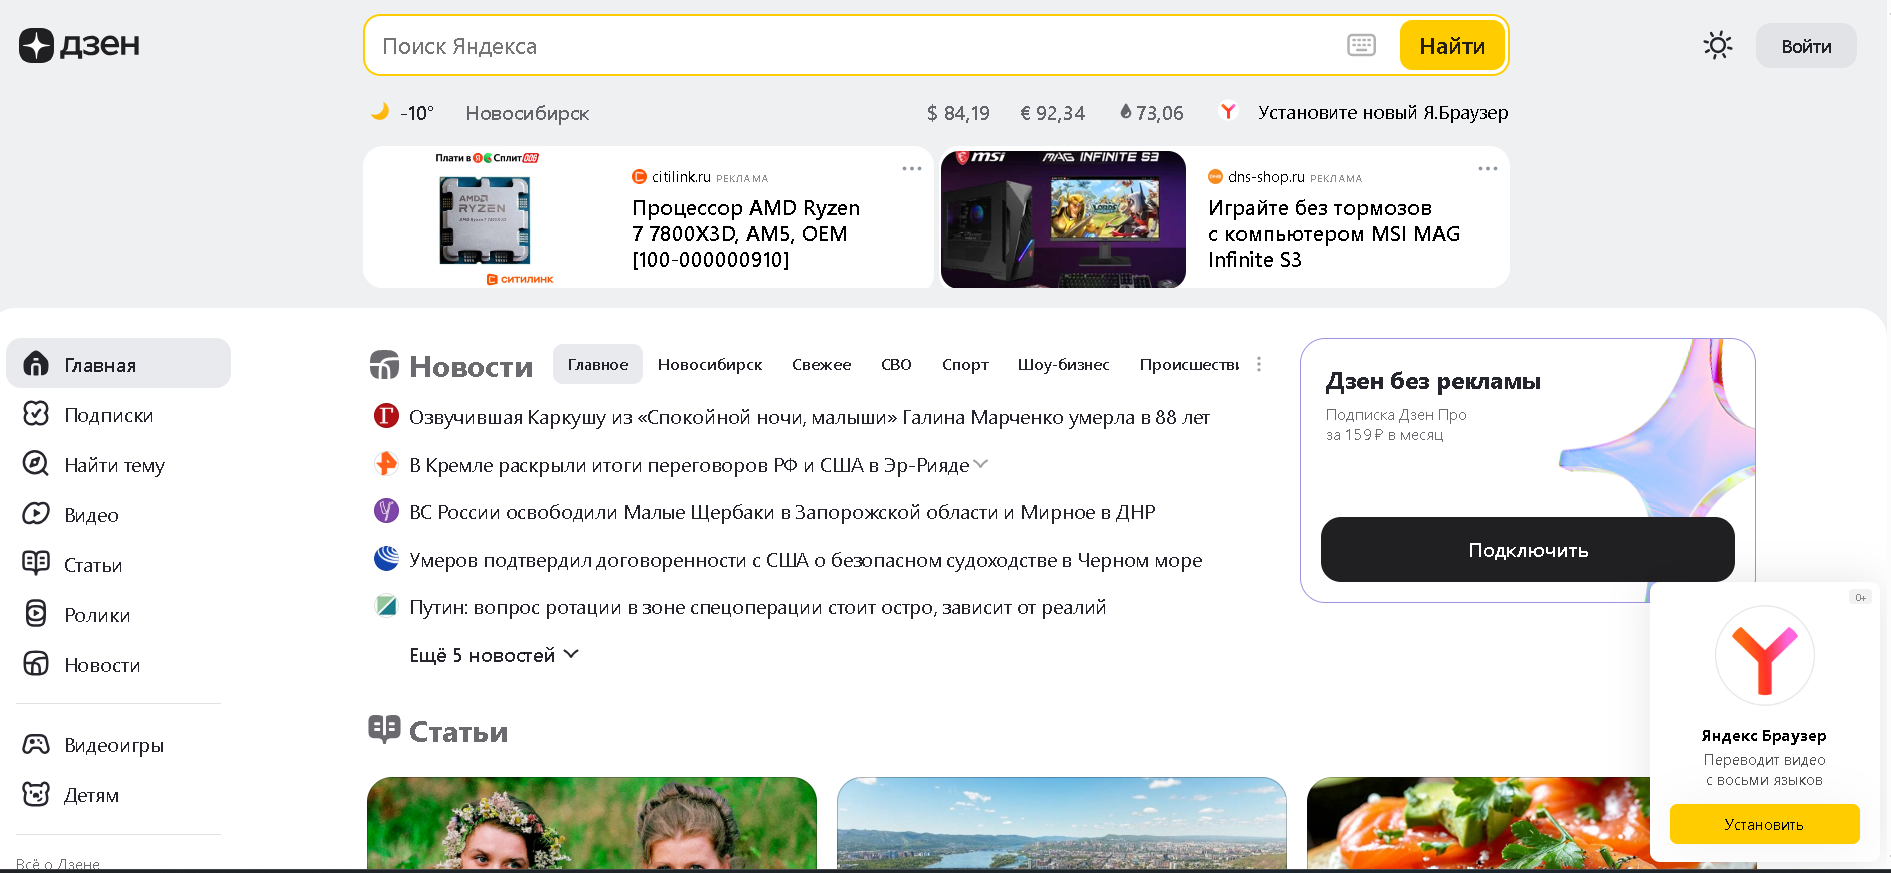 дзен
Поиск Яндекса
Найти
Войти
-10°
Новосибирск
$ 84,19
€ 92,34
73,06
Установите новый Я.Браузер
Плати в Я Сплит
AMD
RYZEN
СИТИЛИНК
citilink.ru РЕКЛАМА
Процессор AMD Ryzen
7 7800X3D, AM5, OEM
[100-000000910]
msi
MAG INFINITE S3
LORDS
dns-shop.ru РЕКЛАМА
Играйте без тормозов
с компьютером MSI MAG
Infinite S3
Главная
Подписки
Найти тему
Видео
Статьи
Ролики
Новости
Видеоигры
Детям
Всё о Дзене
Новости
Главное
Новосибирск
Свежее
СВО
Спорт
Шоу-бизнес
Происшестви
Озвучившая Каркушу из «Спокойной ночи, малыши» Галина Марченко умерла в 88 лет
В Кремле раскрыли итоги переговоров РФ и США в Эр-Рияде
ВС России освободили Малые Щербаки в Запорожской области и Мирное в ДНР
Умеров подтвердил договоренности с США о безопасном судоходстве в Черном море
Путин: вопрос ротации в зоне спецоперации стоит остро, зависит от реалий
Ещё 5 новостей
Статьи
Дзен без рекламы
Подписка Дзен Про
за 159 ₽ в месяц
Подключить
0+
Яндекс Браузер
Переводит видео
с восьми языков
Установить